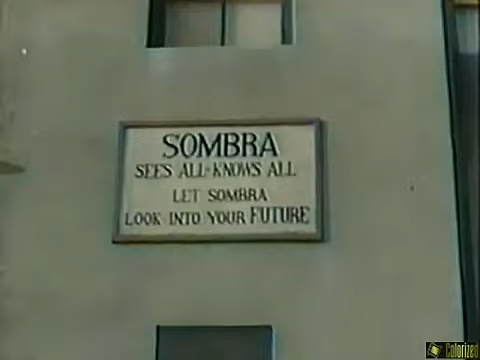 SOMBRA
SEES ALL-KNOWS ALL
LET SOMBRA
LOOK INTO YOUR FUTURE
Colorized